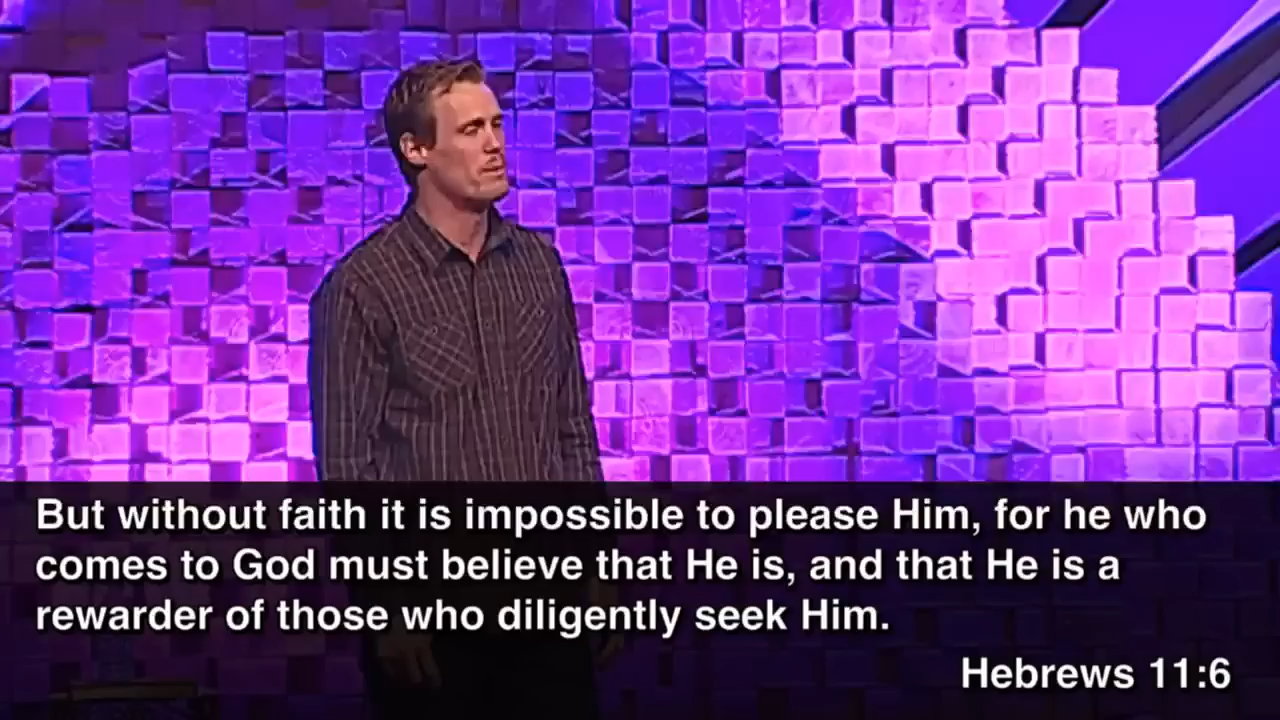 But without faith it is impossible to please Him, for he who
comes to God must believe that He is, and that He is a
rewarder of those who diligently seek Him.
Hebrews 11:6